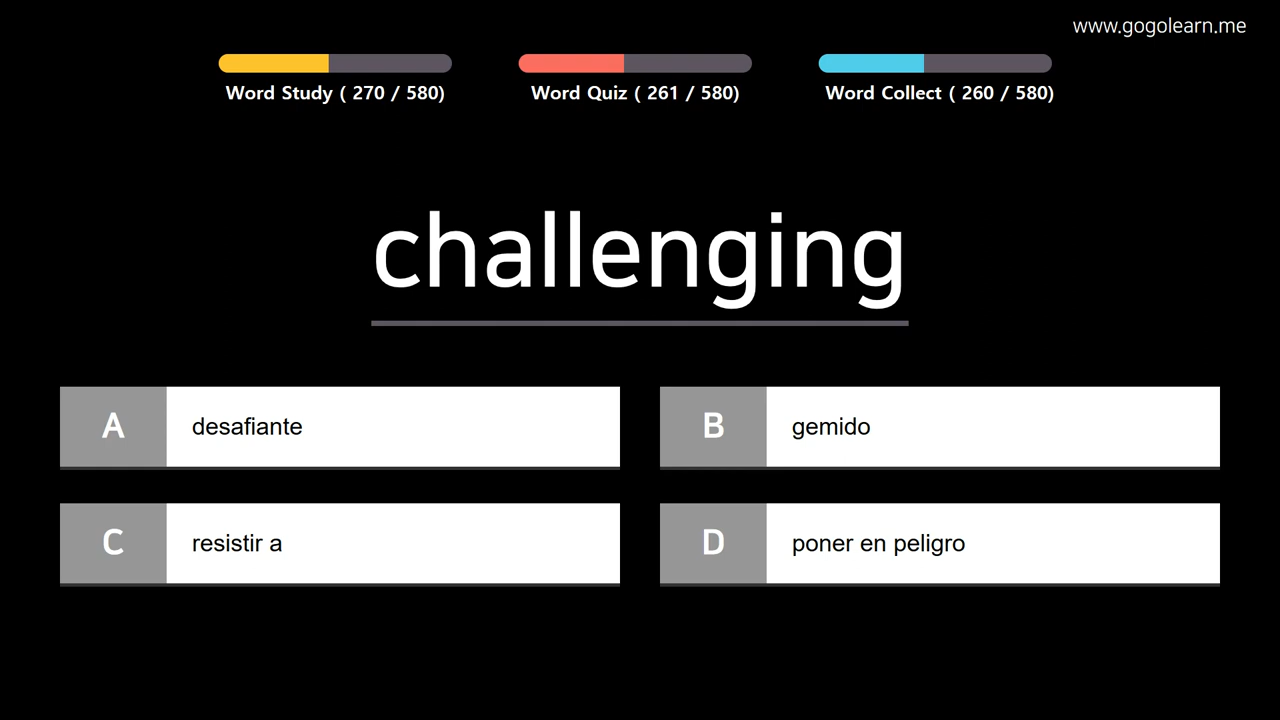 www.gogolearn.me
Word Study ( 270 / 580)
Word Quiz ( 261 / 580)
Word Collect ( 260 / 580)
challenging
A desafiante
B gemido
C resistir a
D poner en peligro